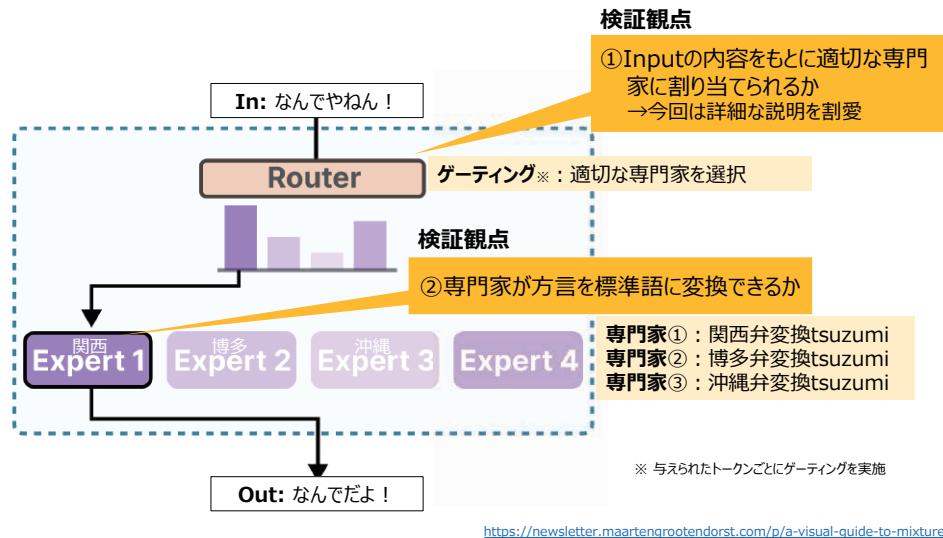 検証観点
①Inputの内容をもとに適切な専門
家に割り当てられるか
→今回は詳細な説明を割愛
In: なんでやねん！
Router
ゲーティング※：適切な専門家を選択
検証観点
②専門家が方言を標準語に変換できるか
関西
Expert 1
博多
Expert 2
沖縄
Expert 3
Expert 4
専門家①：関西弁変換tsuzumi
専門家②：博多弁変換tsuzumi
専門家③：沖縄弁変換tsuzumi
※ 与えられたトークンごとにゲーティングを実施
Out: なんでだよ！
https://newsletter.maartengrootendorst.com/p/a-visual-guide-to-mixture